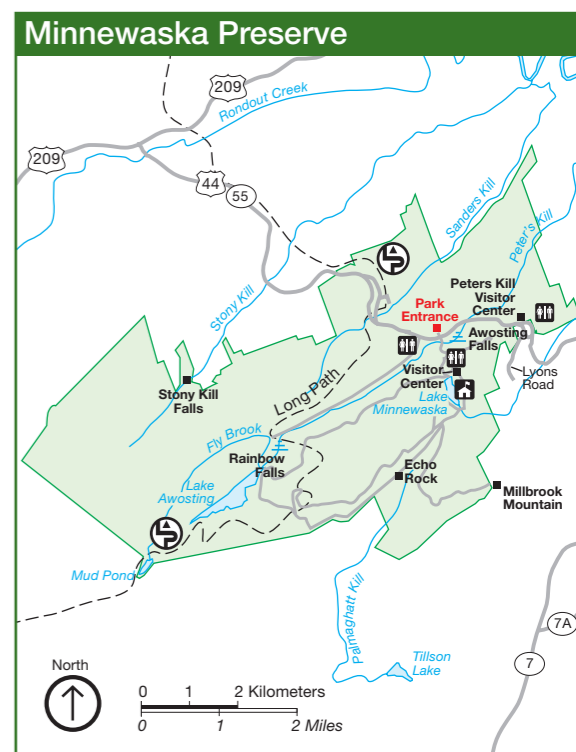 Minnewaska Preserve
209
Rondout Creek
209
44
55
Sanders Kill
Peter's Kill
Stony Kill
Peters Kill
Visitor
Center
Park
Entrance
Awosting
Falls
Visitor
Center
Lyons
Road
Lake
Minnewaska
Stony Kill
Falls
Long Path
Fly Brook
Rainbow
Falls
Echo
Rock
Lake
Awosting
Millbrook
Mountain
Mud Pond
Palmaghatt Kill
7A
7
Tillson
Lake
North
0 1 2 Kilometers
0 1 2 Miles